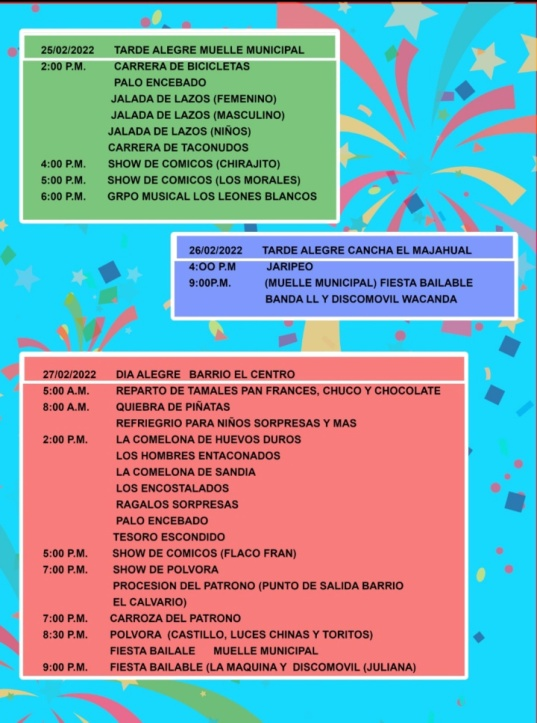 25/02/2022 TARDE ALEGRE MUELLE MUNICIPAL
2:00 P.M. CARRERA DE BICICLETAS
PALO ENCEBADO
JALADA DE LAZOS (FEMENINO)
JALADA DE LAZOS (MASCULINO)
JALADA DE LAZOS (NIÑOS)
CARRERA DE TACONUDOS
4:00 P.M. SHOW DE COMICOS (CHIRAJITO)
5:00 P.M. SHOW DE COMICOS (LOS MORALES)
6:00 P.M. GRPO MUSICAL LOS LEONES BLANCOS
26/02/2022 TARDE ALEGRE CANCHA EL MAJAHUAL
4:OO P.M JARIPEO
9:00P.M. (MUELLE MUNICIPAL) FIESTA BAILABLE
BANDA LL Y DISCOMOVIL WACANDA
27/02/2022 DIA ALEGRE BARRIO EL CENTRO
5:00 A.M. REPARTO DE TAMALES PAN FRANCES, CHUCO Y CHOCOLATE
8:00 A.M. QUIEBRA DE PIÑATAS
REFRIEGRIO PARA NIÑOS SORPRESAS Y MAS
2:00 P.M. LA COMELONA DE HUEVOS DUROS
LOS HOMBRES ENTACONADOS
LA COMELONA DE SANDIA
LOS ENCOSTALADOS
RAGALOS SORPRESAS
PALO ENCEBADO
TESORO ESCONDIDO
5:00 P.M. SHOW DE COMICOS (FLACO FRAN)
7:00 P.M. SHOW DE POLVORA
PROCESION DEL PATRONO (PUNTO DE SALIDA BARRIO
EL CALVARIO)
7:00 P.M. CARROZA DEL PATRONO
8:30 P.M. POLVORA (CASTILLO, LUCES CHINAS Y TORITOS)
FIESTA BAILALE MUELLE MUNICIPAL
9:00 P.M. FIESTA BAILABLE (LA MAQUINA Y DISCOMOVIL (JULIANA)